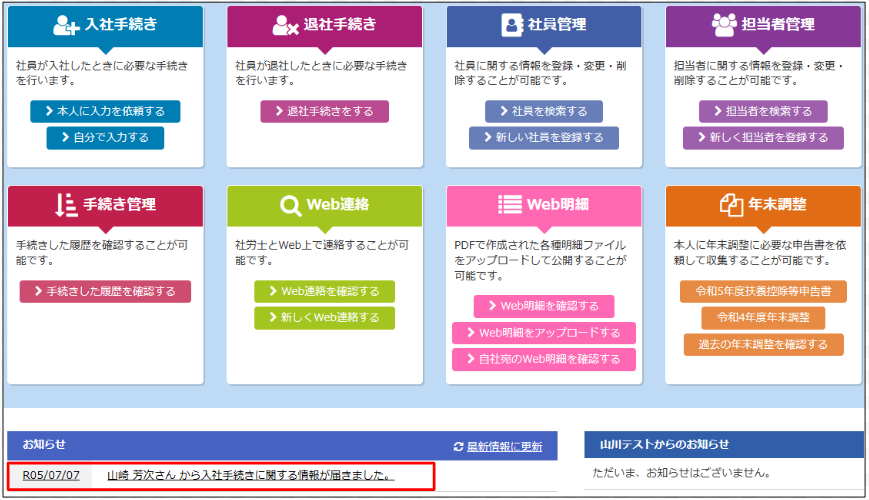 入社手続き
社員が入社したときに必要な手続き
を行います。
本人に入力を依頼する
自分で入力する
退社手続き
社員が退社したときに必要な手続き
を行います。
退社手続きをする
社員管理
社員に関する情報を登録・変更・削
除することが可能です。
社員を検索する
新しい社員を登録する
担当者管理
担当者に関する情報を登録・変更・
削除することが可能です。
担当者を検索する
新しく担当者を登録する
手続き管理
手続きした履歴を確認することが可
能です。
手続きした履歴を確認する
Web連絡
社労士とWeb上で連絡することが可
能です。
Web連絡を確認する
新しくWeb連絡する
Web明細
PDFで作成された各種明細ファイル
をアップロードして公開することが
可能です。
Web明細を確認する
Web明細をアップロードする
自社宛のWeb明細を確認する
年末調整
本人に年末調整に必要な申告書を依
頼して収集することが可能です。
令和5年度扶養控除等申告書
令和4年度年末調整
過去の年末調整を確認する
お知らせ
最新情報に更新
R05/07/07 山崎 芳次さん から入社手続きに関する情報が届きました。
山川テストからのお知らせ
ただいま、お知らせはございません。